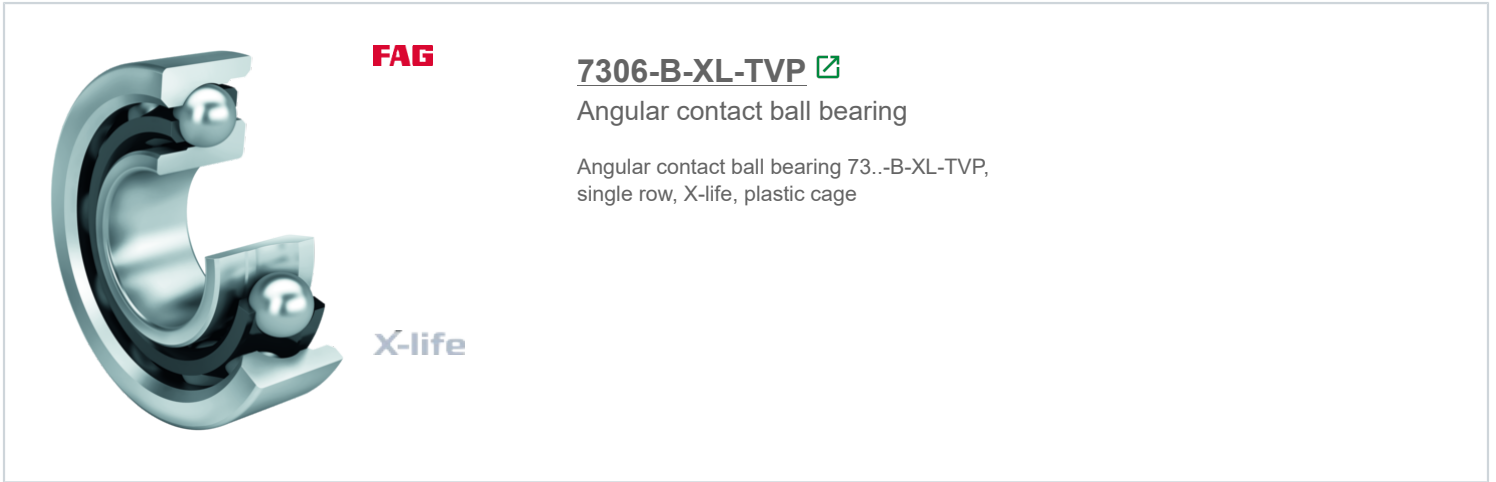 FAG
7306-B-XL-TVP
Angular contact ball bearing
Angular contact ball bearing 73..-B-XL-TVP,
single row, X-life, plastic cage
X-life